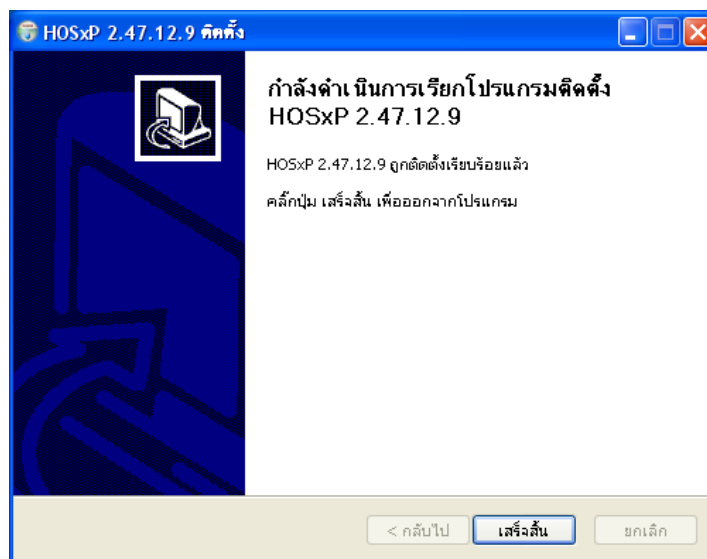 HOSxP 2.47.12.9 ติดตั้ง
กำลังดำเนินการเรียกโปรแกรมติดตั้ง
HOSxP 2.47.12.9
HOSxP 2.47.12.9 ถูกติดตั้งเรียบร้อยแล้ว
คลิ๊กปุ่ม เสร็จสิ้น เพื่อออกจากโปรแกรม
< กลับไป เสร็จสิ้น ยกเลิก